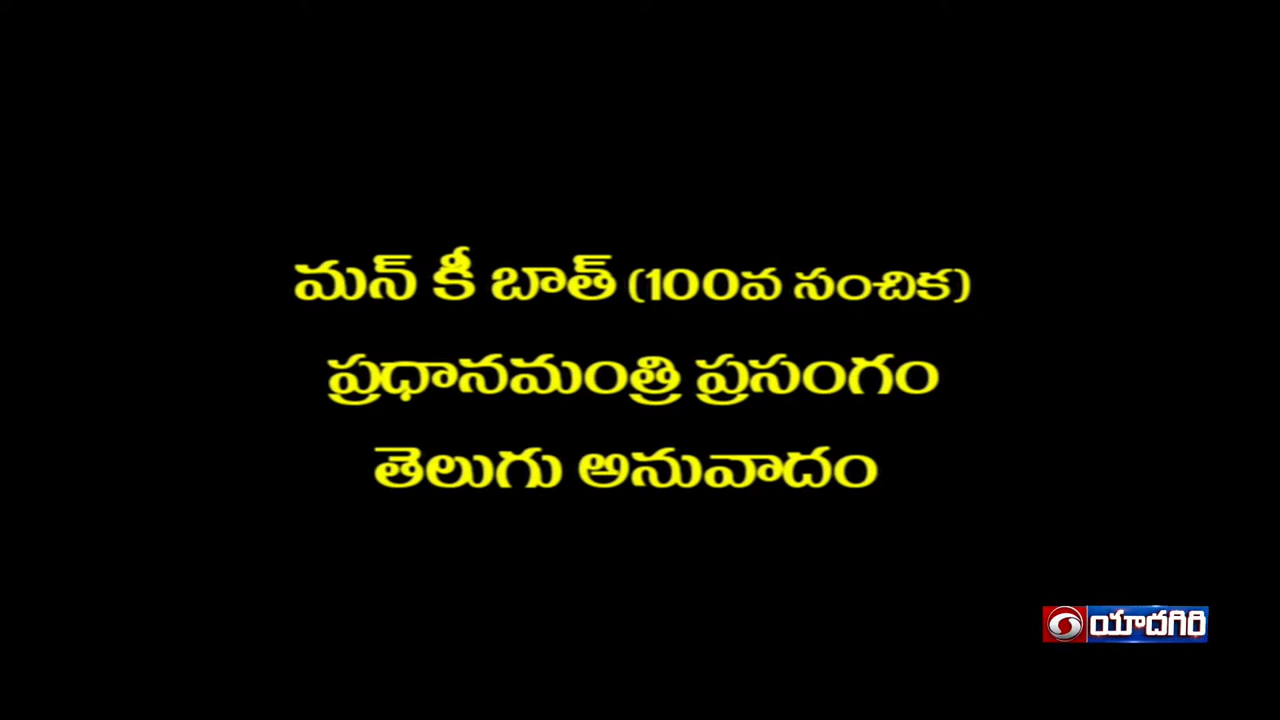 మన్ కీ బాత్ (100వ సంచిక)
ప్రధానమంత్రి ప్రసంగం
తెలుగు అనువాదం
యాదగిరి